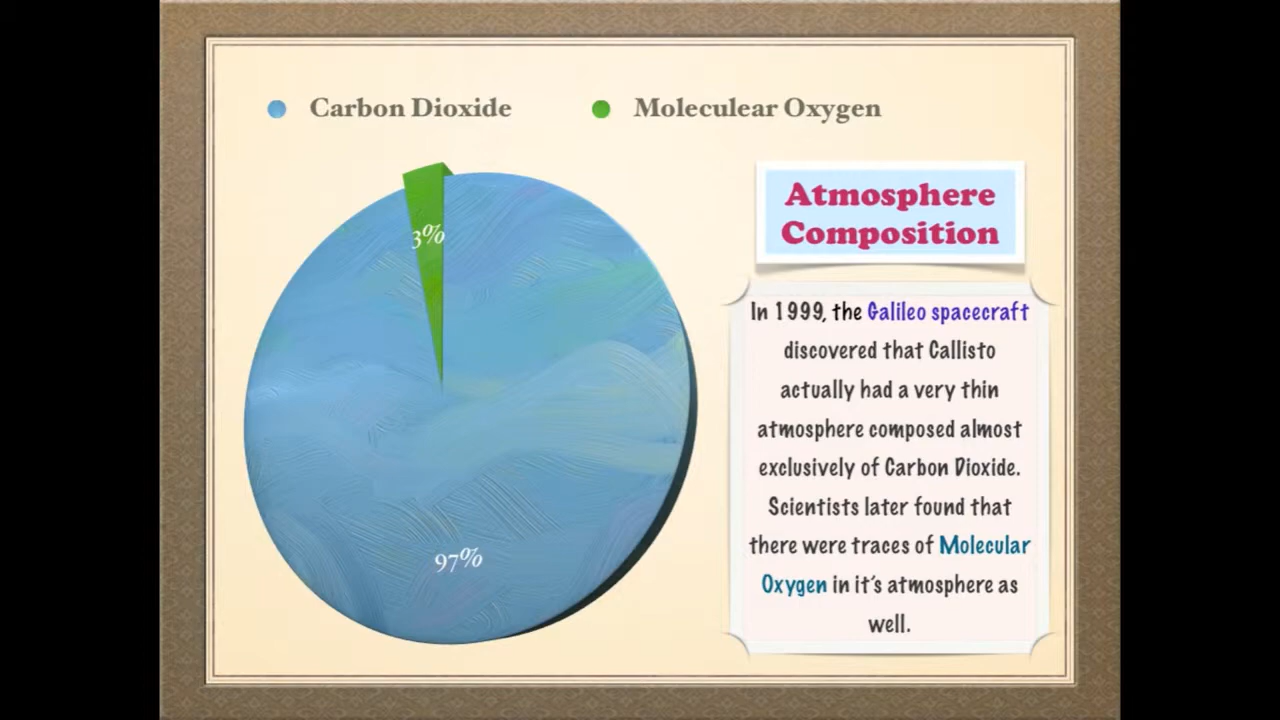 Carbon Dioxide
Moleculear Oxygen
3%
97%
Atmosphere
Composition
In 1999, the Galileo spacecraft
discovered that Callisto
actually had a very thin
atmosphere composed almost
exclusively of Carbon Dioxide.
Scientists later found that
there were traces of Molecular
Oxygen in it's atmosphere as
well.